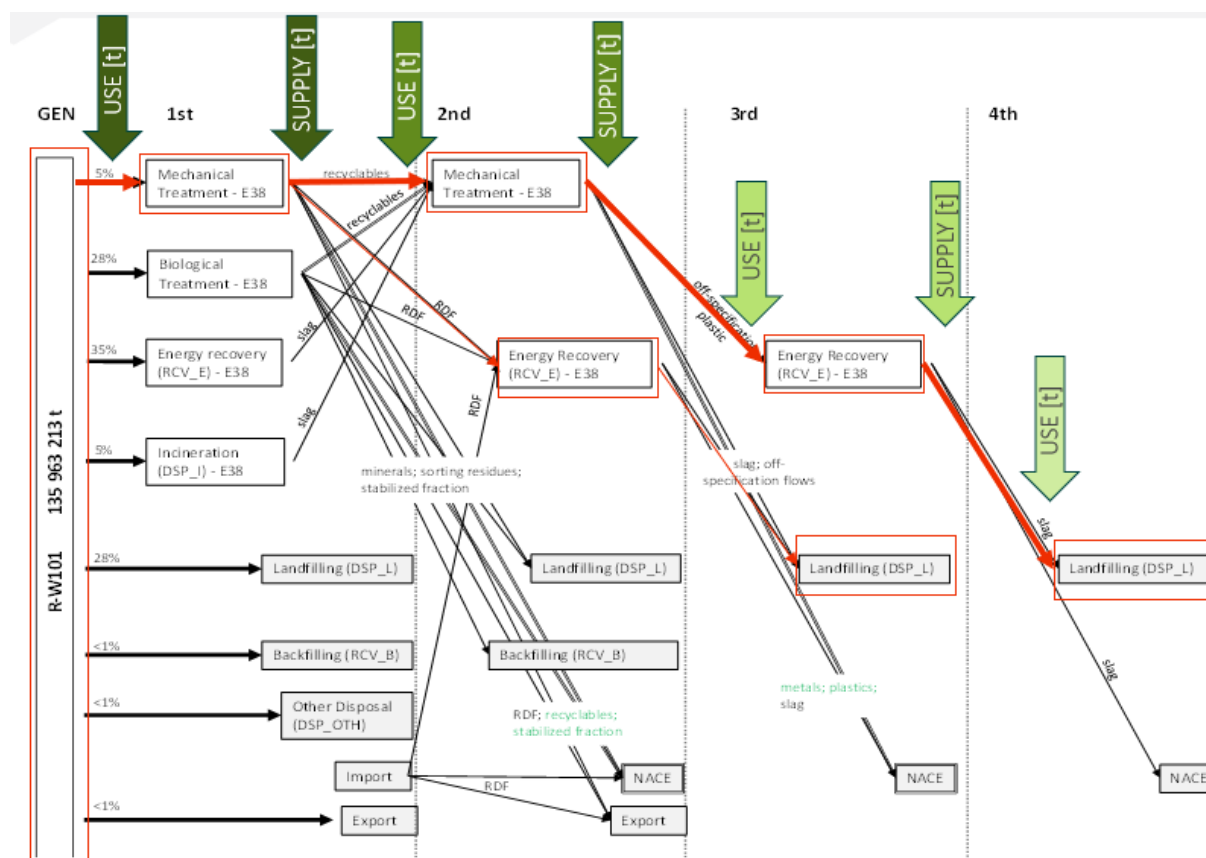 USE [t]
SUPPLY [t]
USE [t]
SUPPLY [t]
GEN
1st
2nd
3rd
4th
R-W101 135 963 213 t
5%
Mechanical
Treatment - E38
recyclables
Mechanical
Treatment - E38
recyclables
USE [t]
SUPPLY [t]
28%
Biological
Treatment - E38
RDF
RDF
slag
off-specification
plastic
35%
Energy recovery
(RCV_E) - E38
Energy Recovery
(RCV_E) - E38
Energy Recovery
(RCV_E) - E38
USE [t]
RDF
slag
5%
Incineration
(DSP_I) - E38
minerals; sorting residues;
stabilized fraction
slag; off-
specification flows
slag
28%
Landfilling (DSP_L)
Landfilling (DSP_L)
Landfilling (DSP_L)
Landfilling (DSP_L)
<1%
Backfilling (RCV_B)
Backfilling (RCV_B)
slag
metals; plastics;
slag
<1%
Other Disposal
(DSP_OTH)
RDF; recyclables;
stabilized fraction
Import
RDF
NACE
NACE
NACE
<1%
Export
Export